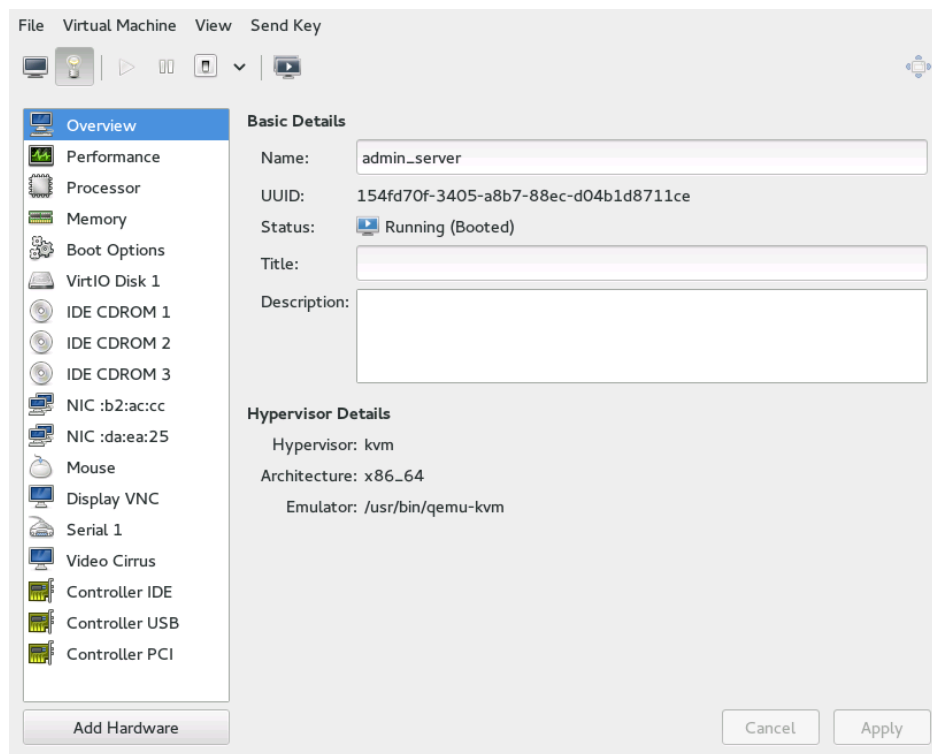 File Virtual Machine View Send Key
Overview
Performance
Processor
Memory
Boot Options
VirtIO Disk 1
IDE CDROM 1
IDE CDROM 2
IDE CDROM 3
NIC :b2:ac:cc
NIC :da:ea:25
Mouse
Display VNC
Serial 1
Video Cirrus
Controller IDE
Controller USB
Controller PCI
Add Hardware
Basic Details
Name: admin_server
UUID: 154fd70f-3405-a8b7-88ec-d04b1d8711ce
Status: Running (Booted)
Title:
Description:
Hypervisor Details
Hypervisor: kvm
Architecture: x86_64
Emulator: /usr/bin/qemu-kvm
Cancel Apply